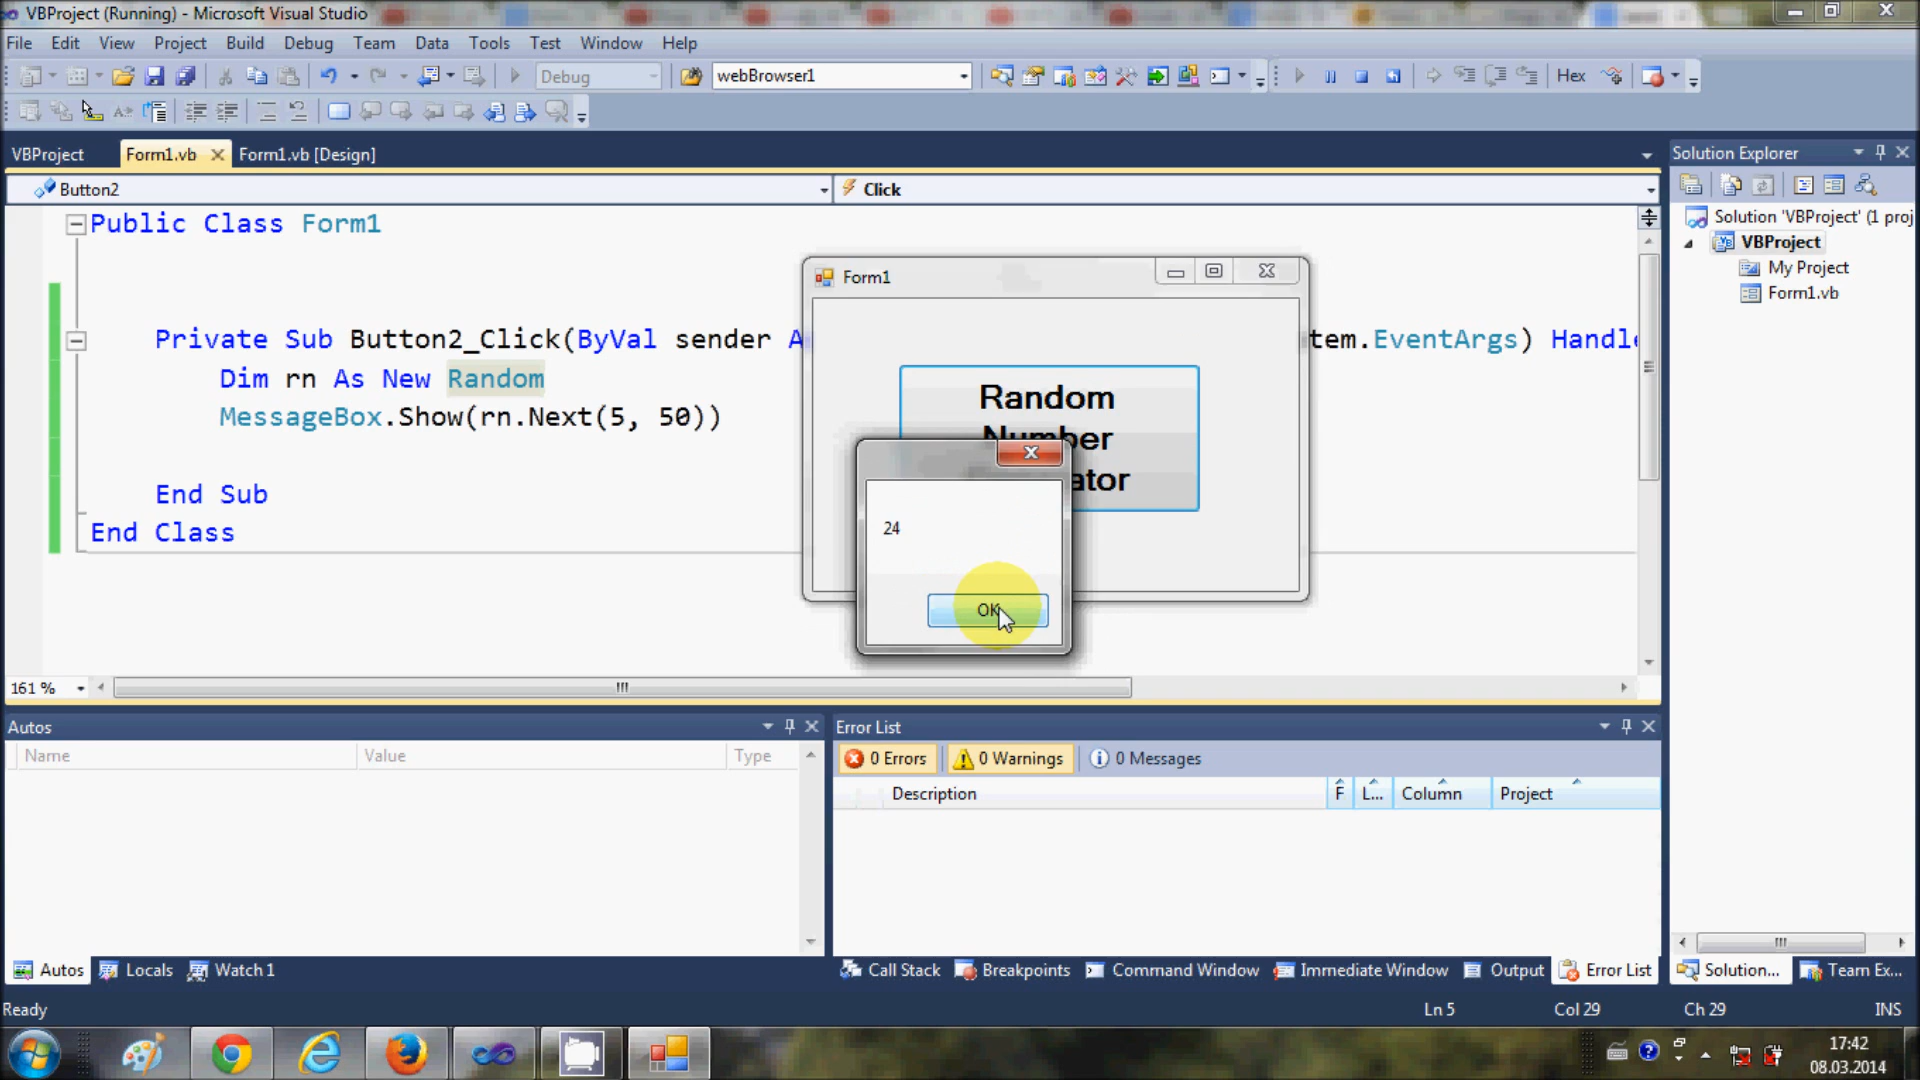 VBProject (Running) - Microsoft Visual Studio
File Edit View Project Build Debug Team Data Tools Test Window Help
Debug webBrowser1 Hex
VBProject Form1.vb Form1.vb [Design]
Button2 Click
Public Class Form1
Private Sub Button2_Click(ByVal sender A
tem.EventArgs) Handle
Dim rn As New Random
MessageBox.Show(rn.Next(5, 50))
End Sub
End Class
Form1
Random
Number
ator
24
OK
161 %
Solution Explorer
Solution 'VBProject' (1 proj
VBProject
My Project
Form1.vb
Autos
Name Value Type
Error List
0 Errors 0 Warnings 0 Messages
Description F L... Column Project
Autos Locals Watch 1
Call Stack Breakpoints Command Window Immediate Window Output Error List
Solution... Team Ex...
Ready Ln 5 Col 29 Ch 29 INS
17:42
08.03.2014